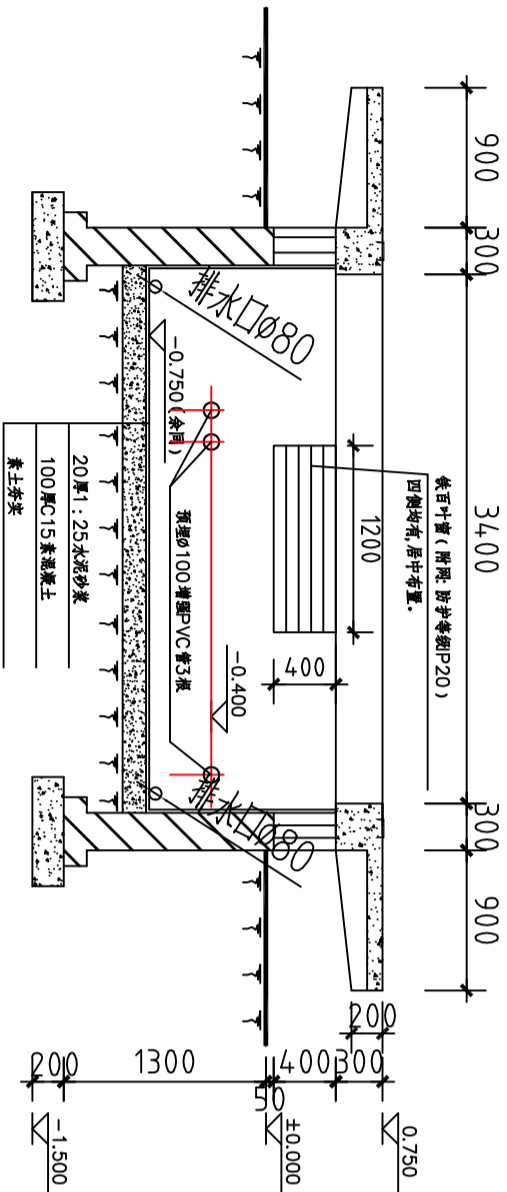 900
300
3400
300
900
铁百叶窗(附网: 防护等级IP20)
四侧均有,居中布置。
1200
400
排水口ø80
排水口ø80
-0.750(余同)
-0.400
预埋ø100增强PVC管3根
20厚1:25水泥砂浆
100厚C15素混凝土
素土夯实
200
200
1300
50
400
300
-1.500
±0.000
0.750